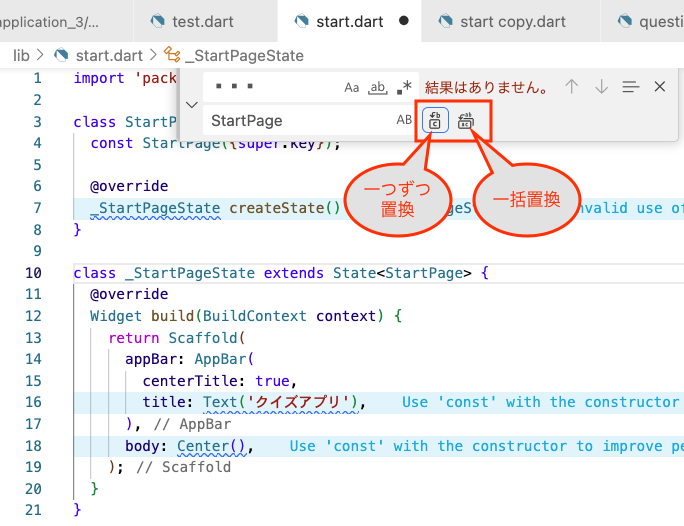 application_3/...
test.dart
start.dart
start copy.dart
questi
lib > start.dart > _StartPageState
... Aa ab .* 結果はありません。
StartPage AB
一つずつ
置換
一括置換
1 import 'pack
2
3 class StartP
4 const StartPage({super.key});
5
6 @override
7 _StartPageState createState() geS nvalid use of
8 }
9
10 class _StartPageState extends State<StartPage> {
11 @override
12 Widget build(BuildContext context) {
13 return Scaffold(
14 appBar: AppBar(
15 centerTitle: true,
16 title: Text('クイズアプリ'), Use 'const' with the constructor
17 ), // AppBar
18 body: Center(), Use 'const' with the constructor to improve pe
19 ); // Scaffold
20 }
21 }